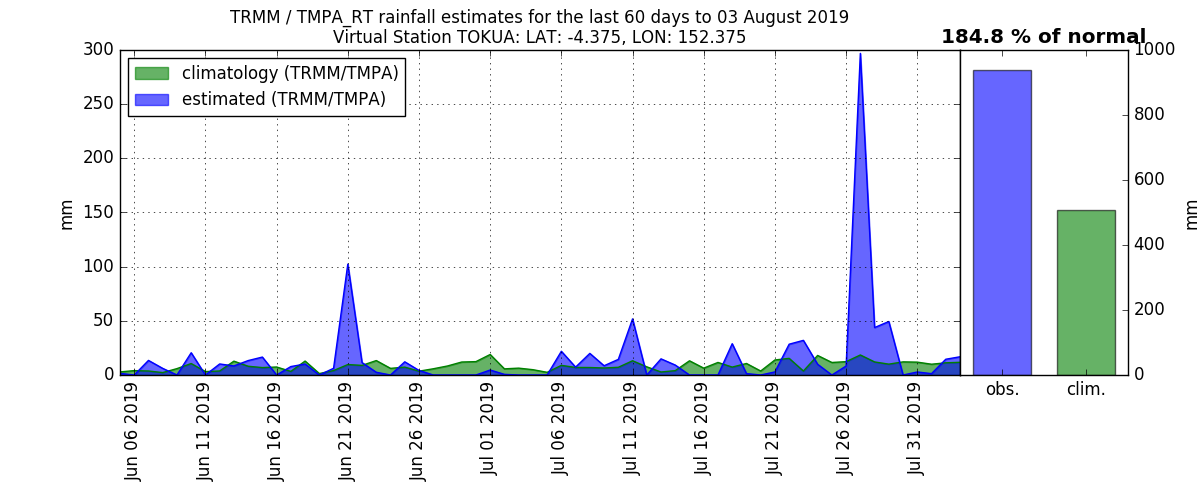 TRMM / TMPA_RT rainfall estimates for the last 60 days to 03 August 2019
Virtual Station TOKUA: LAT: -4.375, LON: 152.375
184.8 % of normal
climatology (TRMM/TMPA)
estimated (TRMM/TMPA)
300
250
200
150
100
50
0
mm
Jun 06 2019
Jun 11 2019
Jun 16 2019
Jun 21 2019
Jun 26 2019
Jul 01 2019
Jul 06 2019
Jul 11 2019
Jul 16 2019
Jul 21 2019
Jul 26 2019
Jul 31 2019
1000
800
600
400
200
0
mm
obs.
clim.